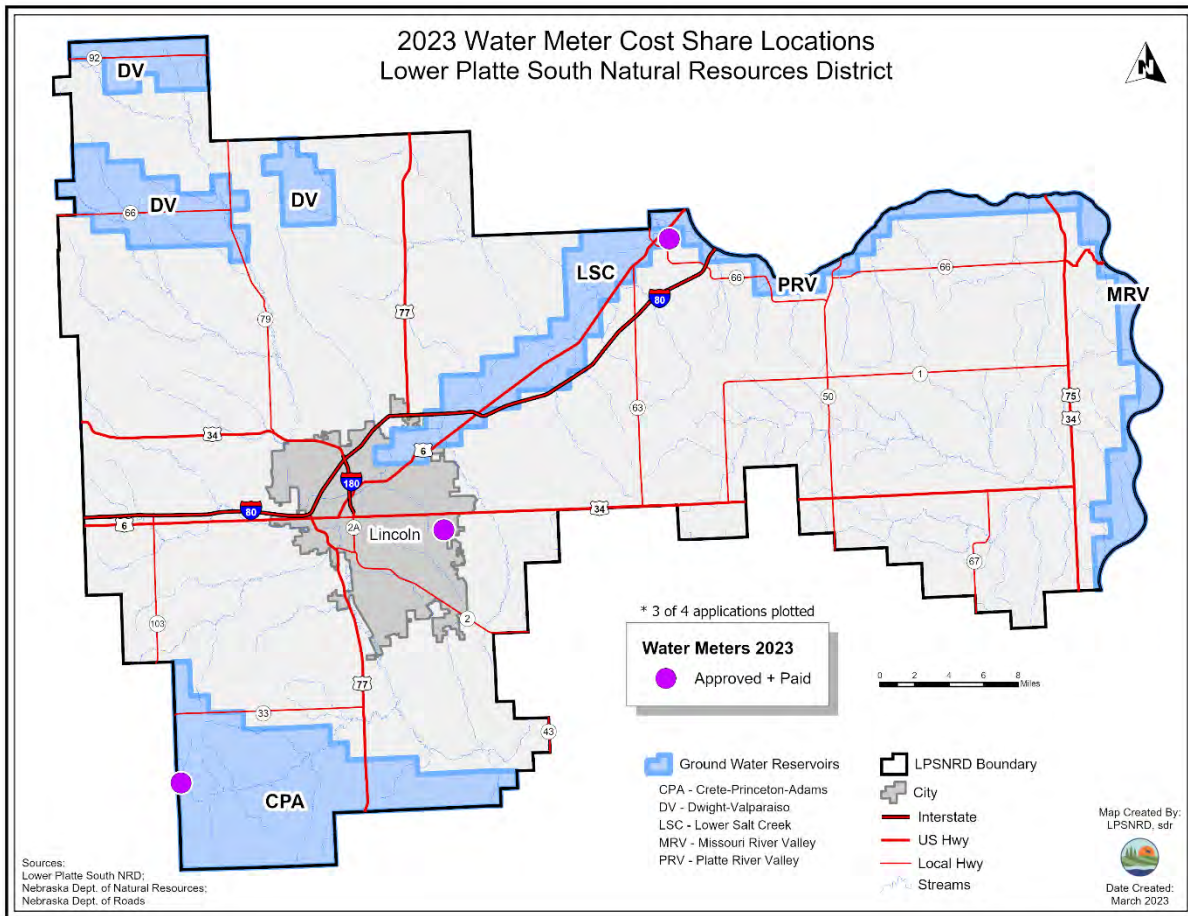 2023 Water Meter Cost Share Locations
Lower Platte South Natural Resources District
N
92
DV
DV
66
DV
77
79
LSC
66
80
PRV
66
MRV
34
6
63
50
1
75
34
180
80
6
2A
Lincoln
34
67
103
2
77
33
43
CPA
* 3 of 4 applications plotted
Water Meters 2023
Approved + Paid
0 2 4 6 8
Miles
Ground Water Reservoirs
CPA - Crete-Princeton-Adams
DV - Dwight-Valparaiso
LSC - Lower Salt Creek
MRV - Missouri River Valley
PRV - Platte River Valley
LPSNRD Boundary
City
Interstate
US Hwy
Local Hwy
Streams
Sources:
Lower Platte South NRD;
Nebraska Dept. of Natural Resources;
Nebraska Dept. of Roads
Map Created By:
LPSNRD, sdr
Date Created:
March 2023